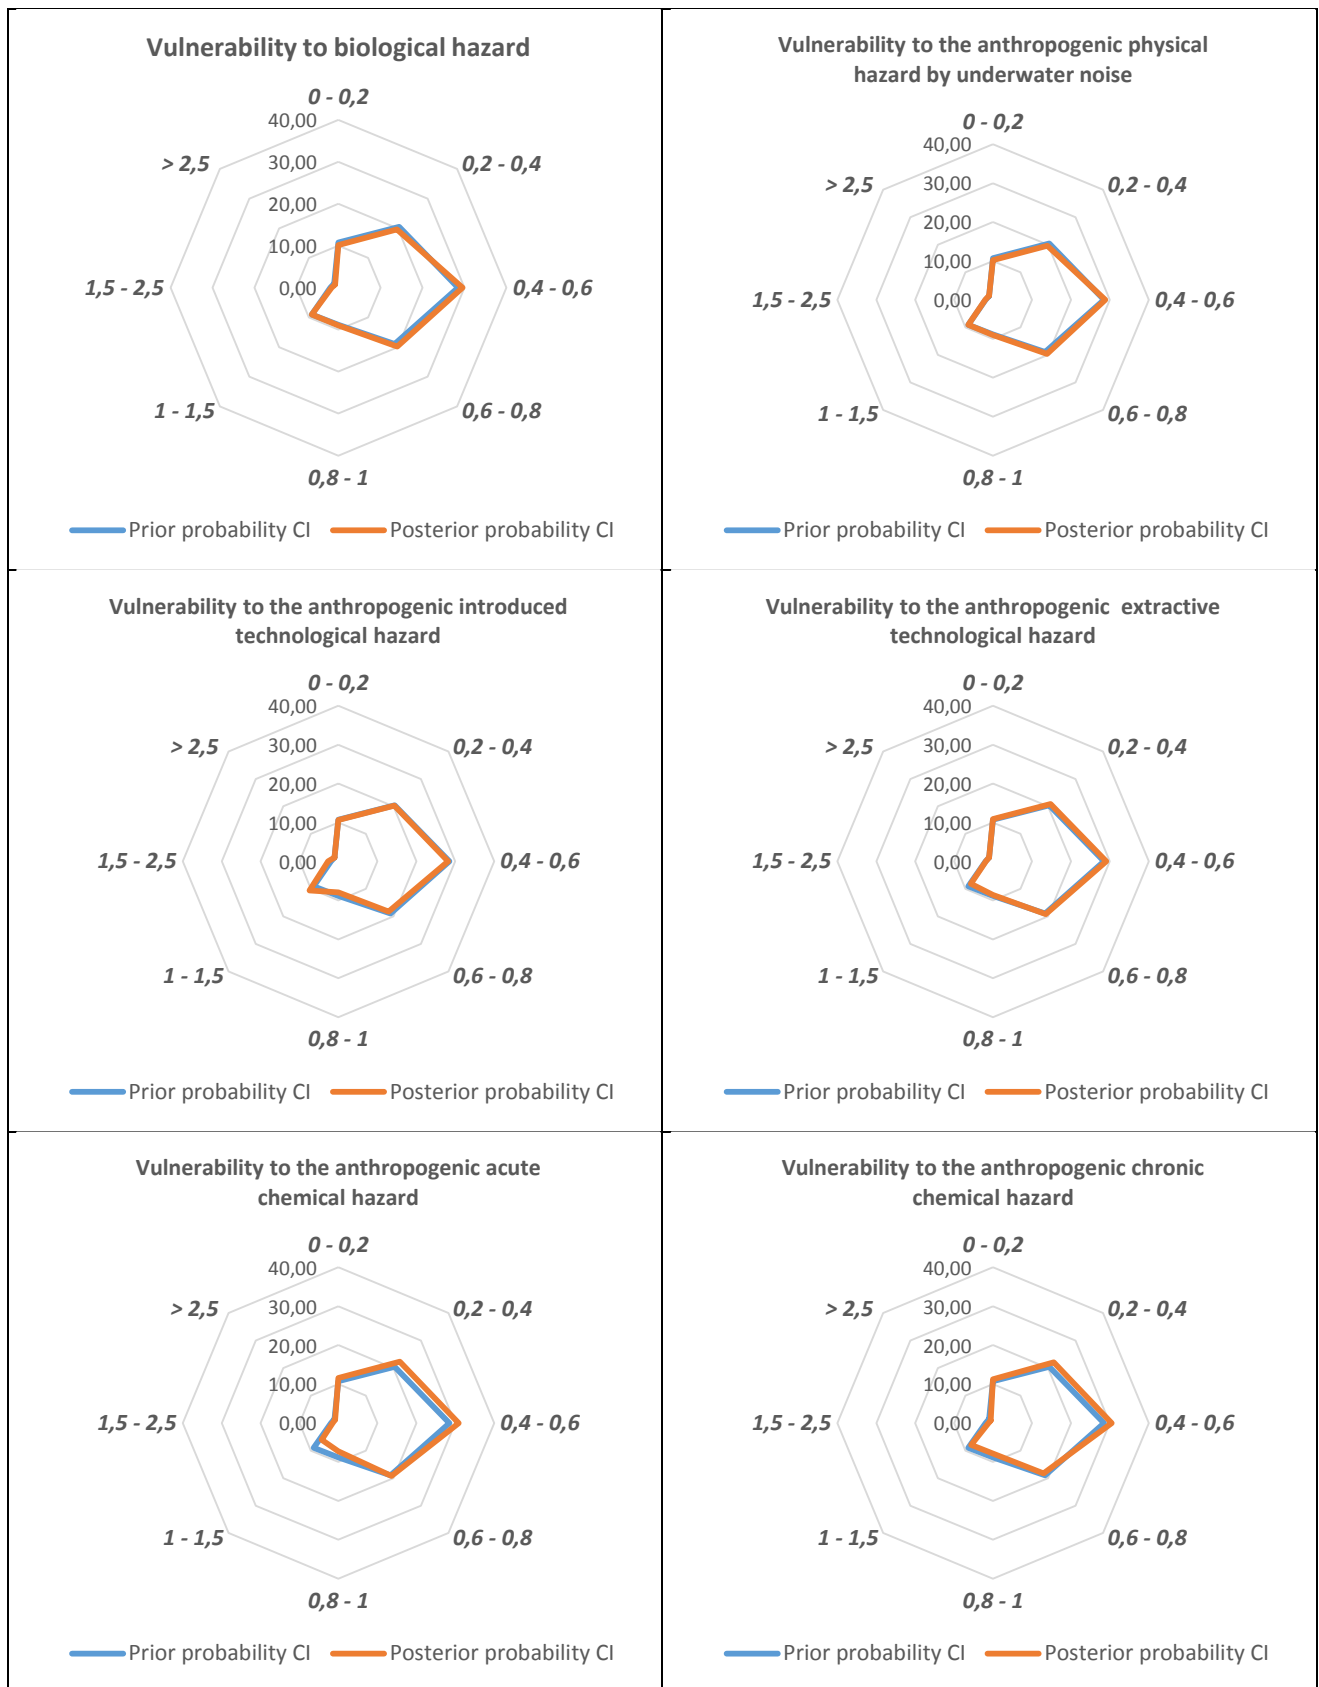 Vulnerability to biological hazard
0 - 0,2
40,00
> 2,5
0,2 - 0,4
30,00
20,00
10,00
1,5 - 2,5
0,00
0,4 - 0,6
1 - 1,5
0,6 - 0,8
0,8 - 1
Prior probability CI
Posterior probability CI
Vulnerability to the anthropogenic physical
hazard by underwater noise
0 - 0,2
40,00
> 2,5
0,2 - 0,4
30,00
20,00
10,00
1,5 - 2,5
0,00
0,4 - 0,6
1 - 1,5
0,6 - 0,8
0,8 - 1
Prior probability CI
Posterior probability CI
Vulnerability to the anthropogenic introduced
technological hazard
0 - 0,2
40,00
> 2,5
0,2 - 0,4
30,00
20,00
10,00
1,5 - 2,5
0,00
0,4 - 0,6
1 - 1,5
0,6 - 0,8
0,8 - 1
Prior probability CI
Posterior probability CI
Vulnerability to the anthropogenic  extractive
technological hazard
0 - 0,2
40,00
> 2,5
0,2 - 0,4
30,00
20,00
10,00
1,5 - 2,5
0,00
0,4 - 0,6
1 - 1,5
0,6 - 0,8
0,8 - 1
Prior probability CI
Posterior probability CI
Vulnerability to the anthropogenic acute
chemical hazard
0 - 0,2
40,00
> 2,5
0,2 - 0,4
30,00
20,00
10,00
1,5 - 2,5
0,00
0,4 - 0,6
1 - 1,5
0,6 - 0,8
0,8 - 1
Prior probability CI
Posterior probability CI
Vulnerability to the anthropogenic chronic
chemical hazard
0 - 0,2
40,00
> 2,5
0,2 - 0,4
30,00
20,00
10,00
1,5 - 2,5
0,00
0,4 - 0,6
1 - 1,5
0,6 - 0,8
0,8 - 1
Prior probability CI
Posterior probability CI